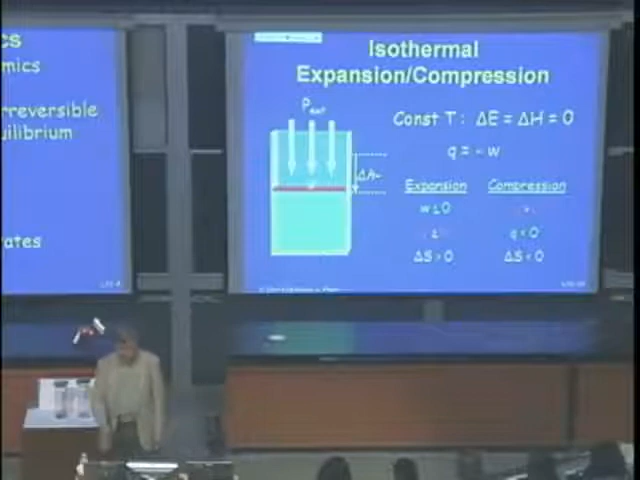 cs
mics
rreversible
uilibrium
ates
Isothermal
Expansion/Compression
Pext
Const T : ΔE = ΔH = 0
q = - w
Expansion
Compression
q < 0
ΔS > 0
ΔS < 0